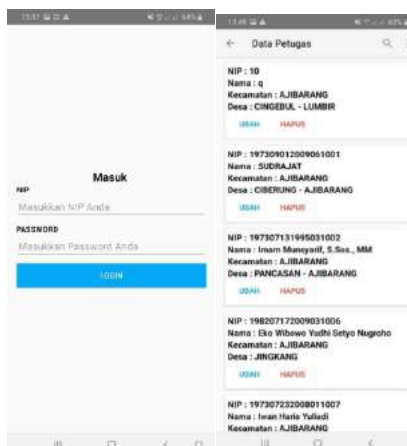 Masuk
NIP
Masukkan NIP Anda
PASSWORD
Masukkan Password Anda
LOGIN
Data Petugas
NIP : 10
Nama : q
Kecamatan : AJIBARANG
Desa : CINGEBUL - LUMBIR
UBAH HAPUS
NIP : 197309012009061001
Nama : SUDRAJAT
Kecamatan : AJIBARANG
Desa : CIBERUNG - AJIBARANG
UBAH HAPUS
NIP : 197307131995031002
Nama : Imam Munsyarif, S.Sos., MM
Kecamatan : AJIBARANG
Desa : PANCASAN - AJIBARANG
UBAH HAPUS
NIP : 198207172009031006
Nama : Eko Wibowo Yudhi Setyo Nugroho
Kecamatan : AJIBARANG
Desa : JINGKANG
UBAH HAPUS
NIP : 197307232008011007
Nama : Iwan Haris Yuliadi
Kecamatan : AJIBARANG